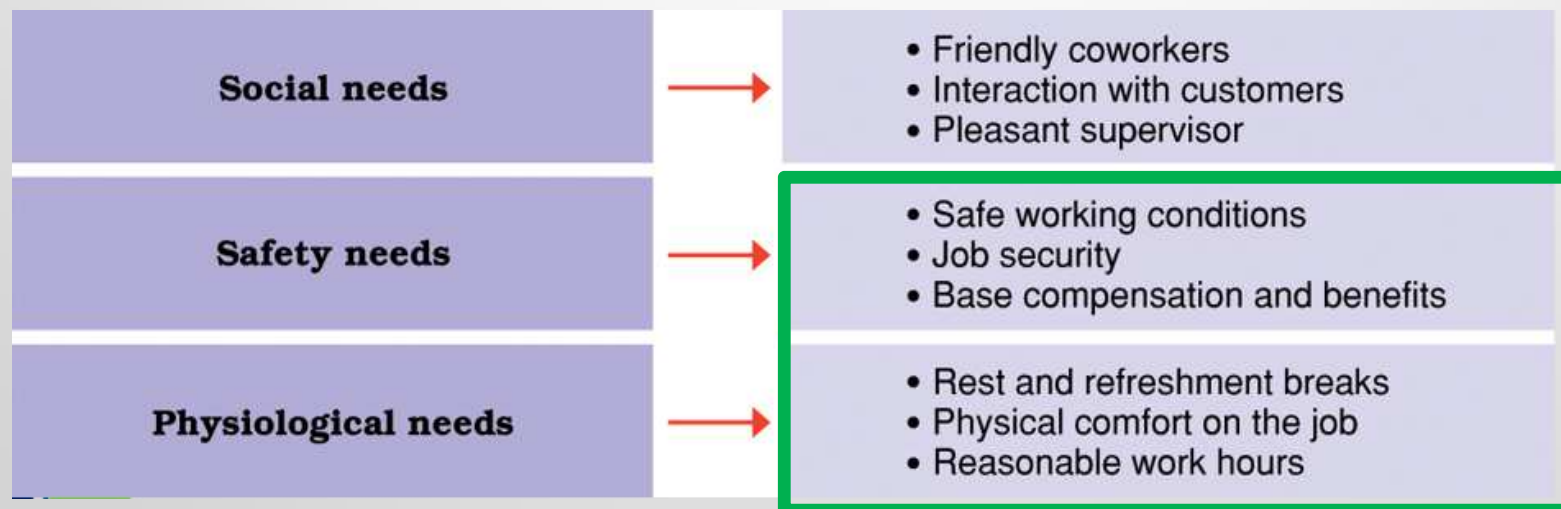 Social needs
• Friendly coworkers
• Interaction with customers
• Pleasant supervisor
Safety needs
• Safe working conditions
• Job security
• Base compensation and benefits
Physiological needs
• Rest and refreshment breaks
• Physical comfort on the job
• Reasonable work hours